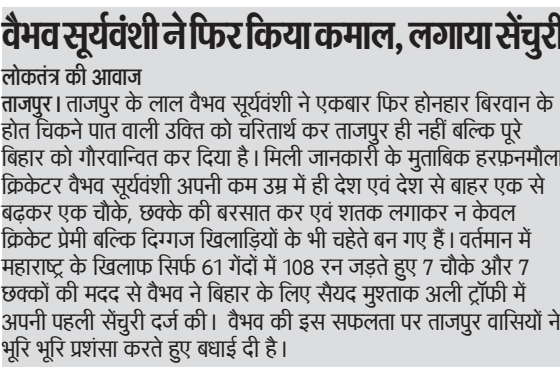 वैभव सूर्यवंशी ने फिर किया कमाल, लगाया सेंचुरी
लोकतंत्र की आवाज
ताजपुर। ताजपुर के लाल वैभव सूर्यवंशी ने एकबार फिर होनहार बिरवान के
होत चिकने पात वाली उक्ति को चरितार्थ कर ताजपुर ही नहीं बल्कि पूरे
बिहार को गौरवान्वित कर दिया है। मिली जानकारी के मुताबिक हरफ़नमौला
क्रिकेटर वैभव सूर्यवंशी अपनी कम उम्र में ही देश एवं देश से बाहर एक से
बढ़कर एक चौके, छक्के की बरसात कर एवं शतक लगाकर न केवल
क्रिकेट प्रेमी बल्कि दिग्गज खिलाड़ियों के भी चहेते बन गए हैं। वर्तमान में
महाराष्ट्र के खिलाफ सिर्फ 61 गेंदों में 108 रन जड़ते हुए 7 चौके और 7
छक्कों की मदद से वैभव ने बिहार के लिए सैयद मुश्ताक अली ट्रॉफी में
अपनी पहली सेंचुरी दर्ज की। वैभव की इस सफलता पर ताजपुर वासियों ने
भूरि भूरि प्रशंसा करते हुए बधाई दी है।